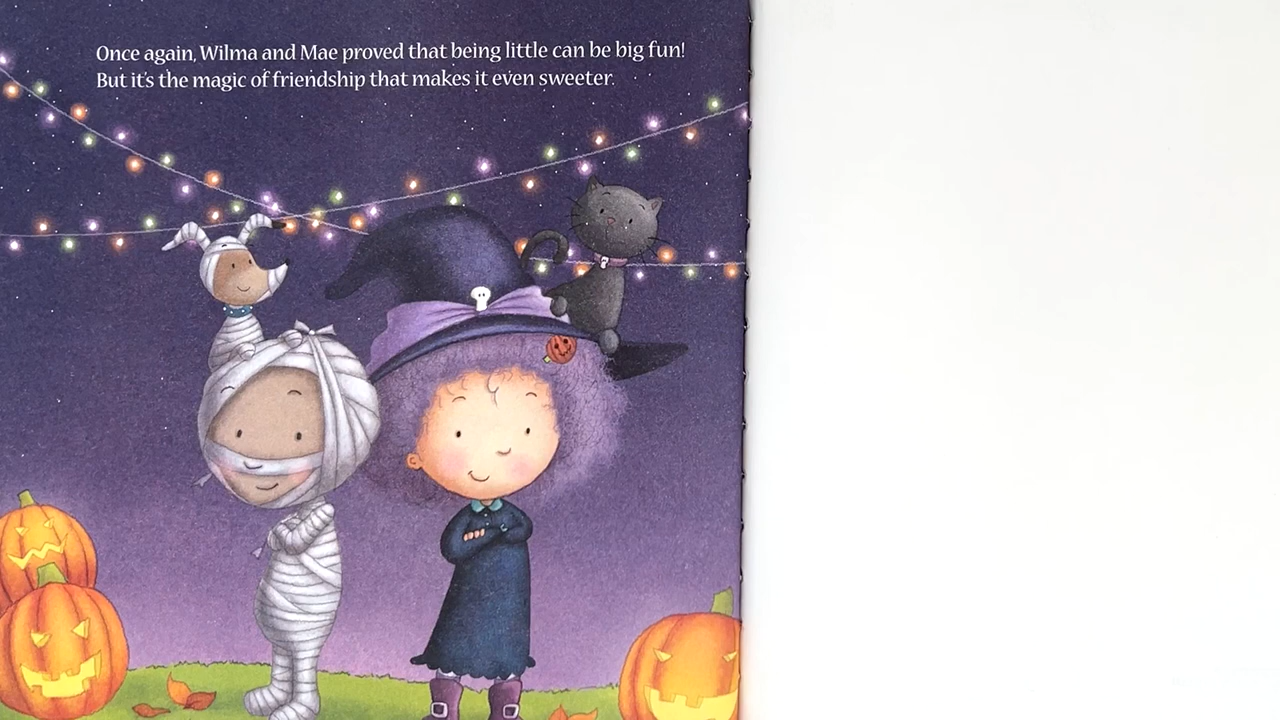 Once again, Wilma and Mae proved that being little can be big fun!
But it's the magic of friendship that makes it even sweeter.